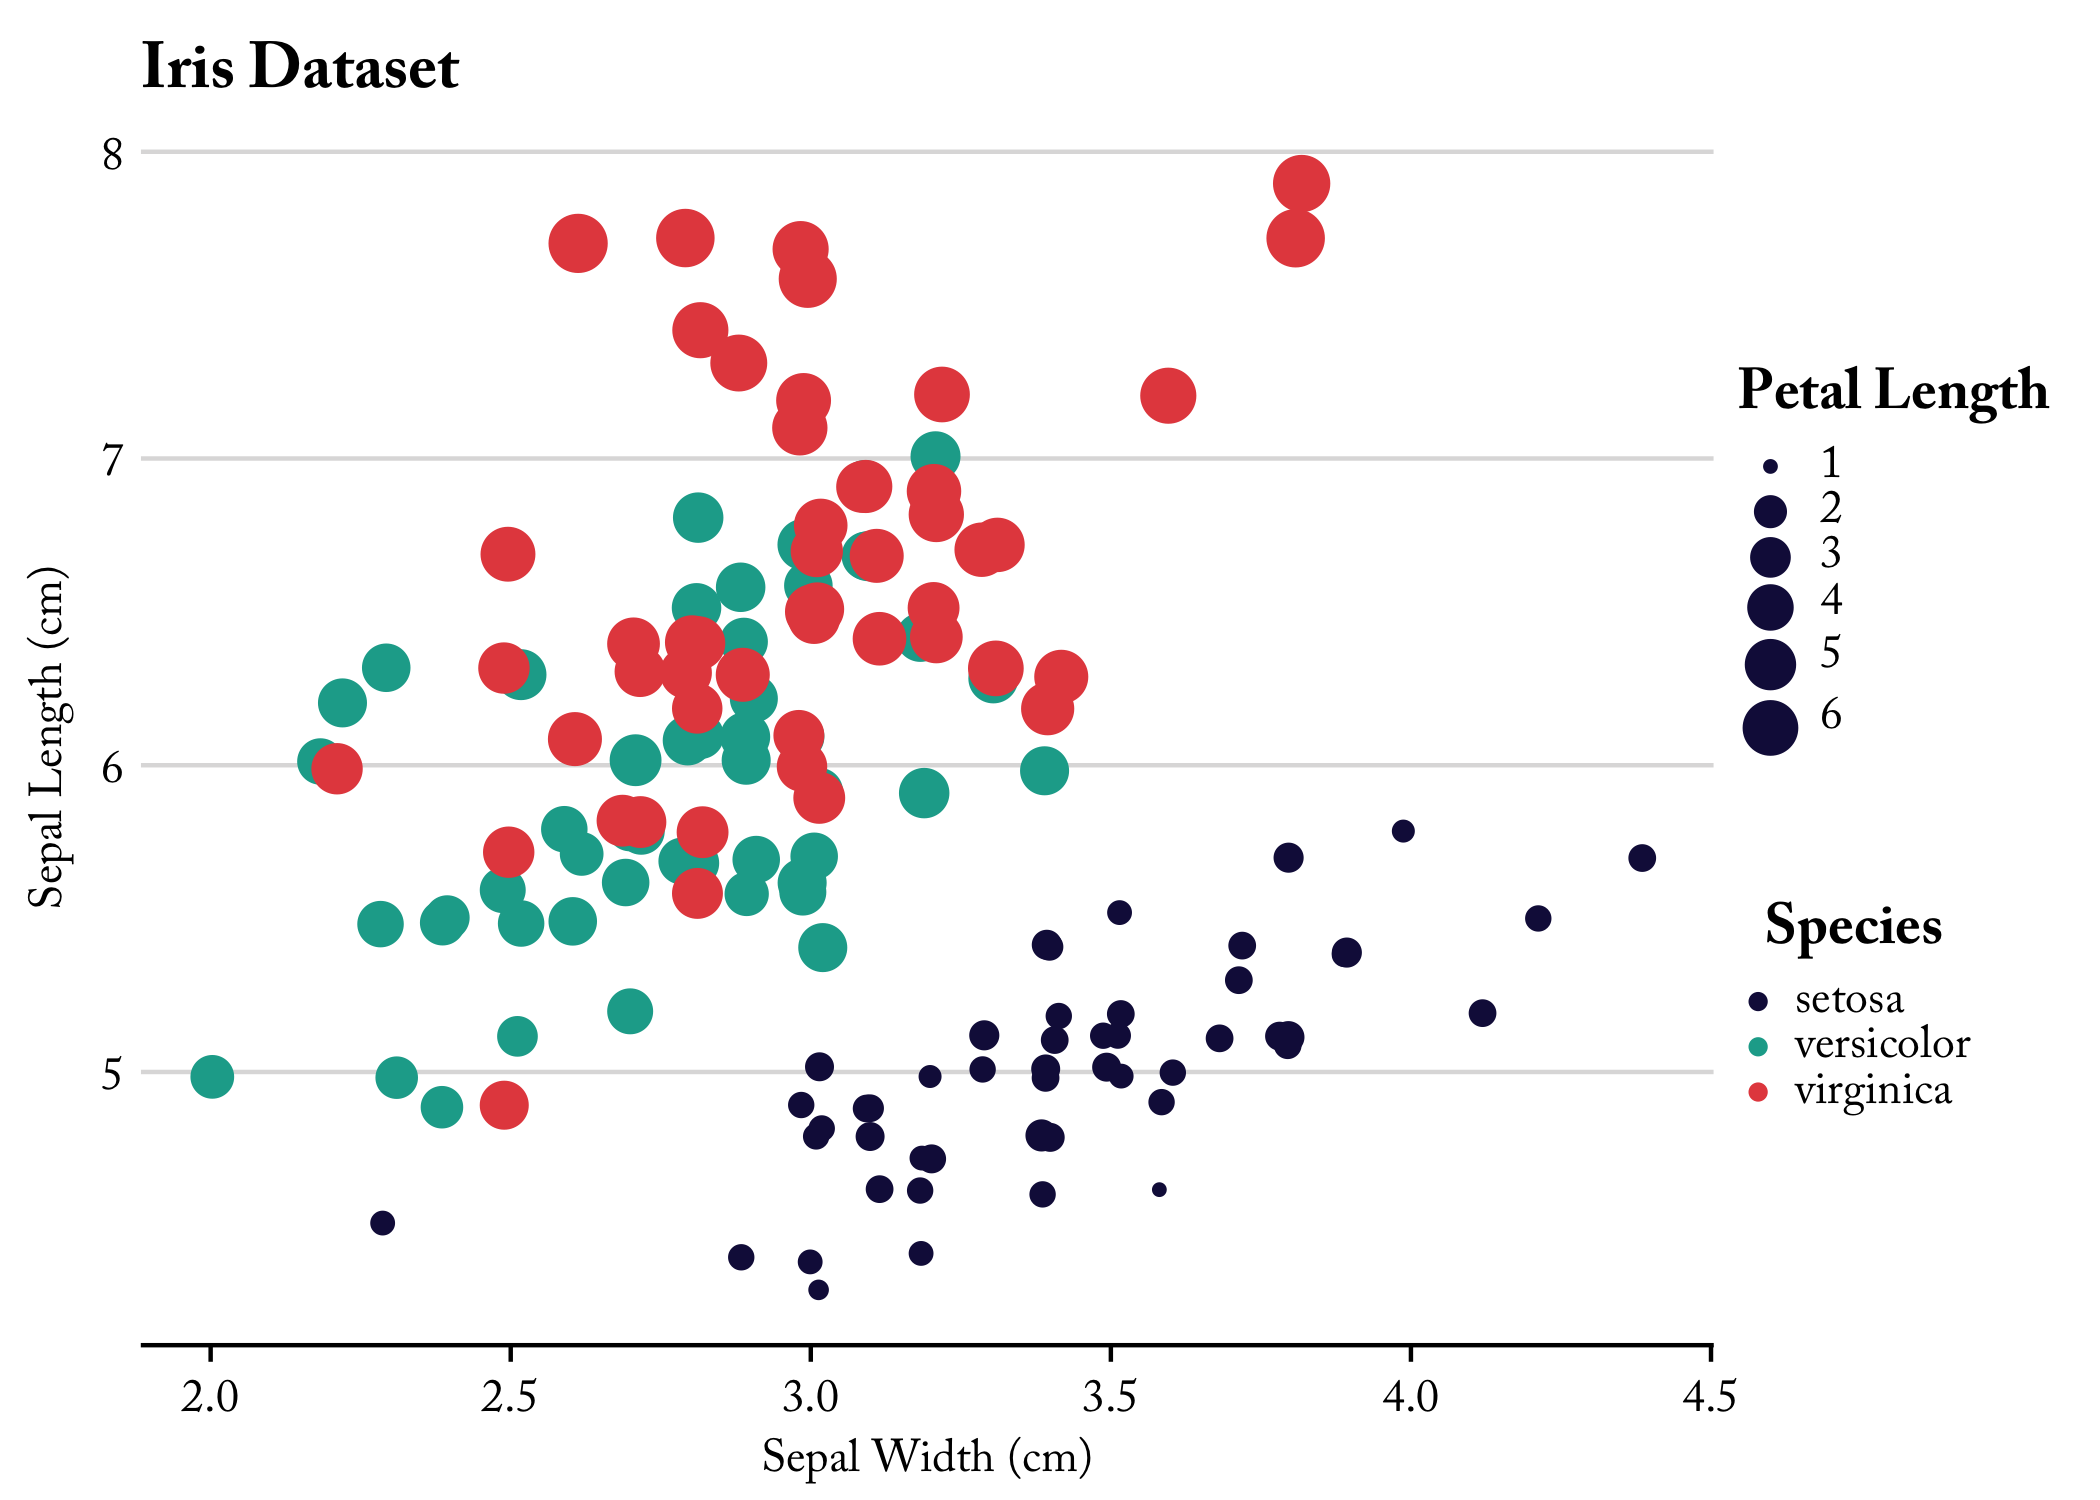 Iris Dataset
8
7
6
5
Sepal Length (cm)
2.0 2.5 3.0 3.5 4.0 4.5
Sepal Width (cm)
Petal Length
1
2
3
4
5
6
Species
setosa
versicolor
virginica